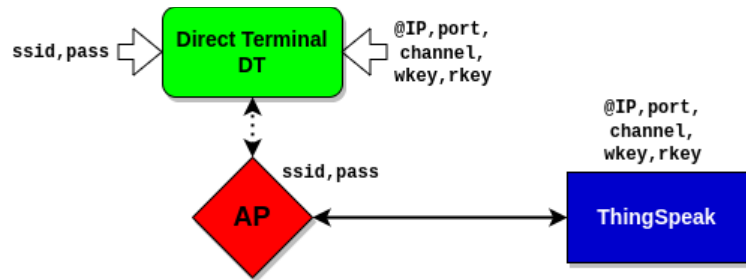 ssid,pass
Direct Terminal
DT
@IP,port,
channel,
wkey,rkey
@IP,port,
channel,
wkey,rkey
ssid,pass
AP
ThingSpeak